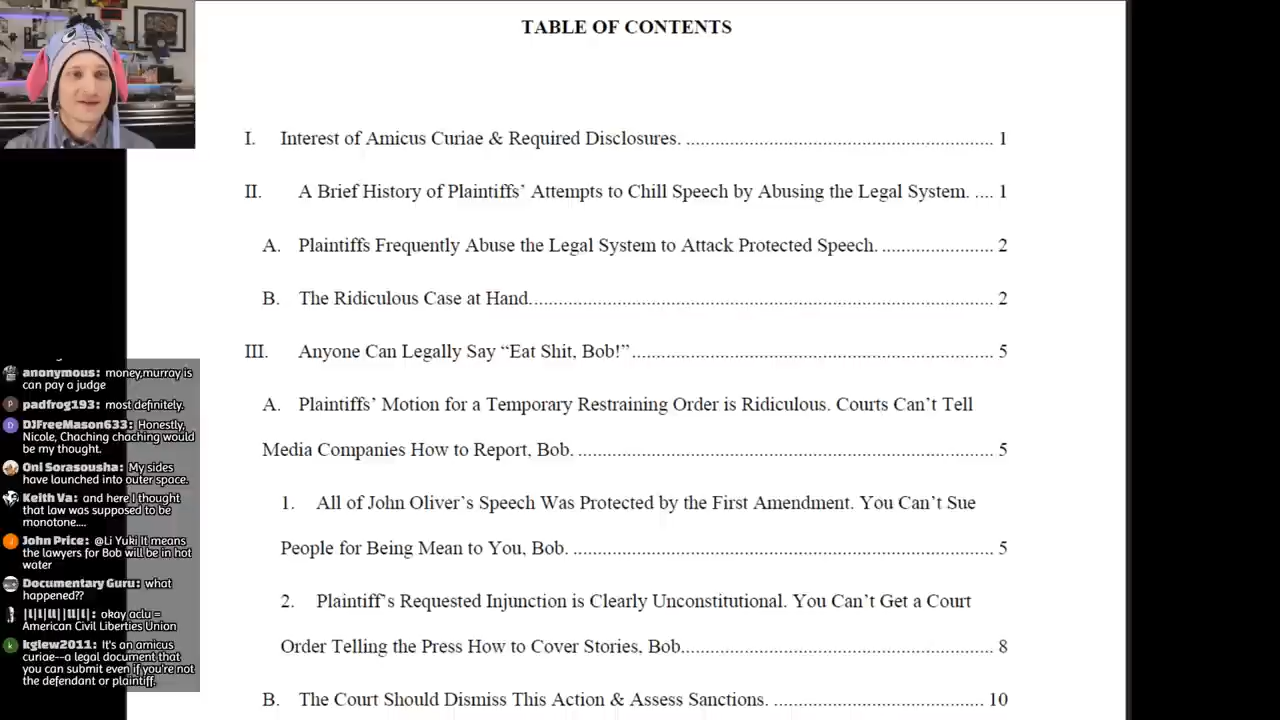 TABLE OF CONTENTS
I. Interest of Amicus Curiae & Required Disclosures. ........................................................... 1
II. A Brief History of Plaintiffs’ Attempts to Chill Speech by Abusing the Legal System. .... 1
A. Plaintiffs Frequently Abuse the Legal System to Attack Protected Speech. ..................... 2
B. The Ridiculous Case at Hand. ........................................................................................... 2
III. Anyone Can Legally Say “Eat Shit, Bob!” ...................................................................... 5
A. Plaintiffs’ Motion for a Temporary Restraining Order is Ridiculous. Courts Can’t Tell
Media Companies How to Report, Bob. ................................................................................ 5
1. All of John Oliver’s Speech Was Protected by the First Amendment. You Can’t Sue
People for Being Mean to You, Bob. .................................................................................. 5
2. Plaintiff’s Requested Injunction is Clearly Unconstitutional. You Can’t Get a Court
Order Telling the Press How to Cover Stories, Bob. ............................................................ 8
B. The Court Should Dismiss This Action & Assess Sanctions. ........................................ 10
anonymous: money,murray is
can pay a judge
padfrog193: most definitely.
DJFreeMason633: Honestly,
Nicole, Chaching chaching would
be my thought.
Oni Sorasousha: My sides
have launched into outer space.
Keith Va: and here I thought
that law was supposed to be
monotone....
John Price: @Li Yuki It means
the lawyers for Bob will be in hot
water
Documentary Guru: what
happened??
okay aclu =
American Civil Liberties Union
kglew2011: It's an amicus
curiae--a legal document that
you can submit even if you're not
the defendant or plaintiff.